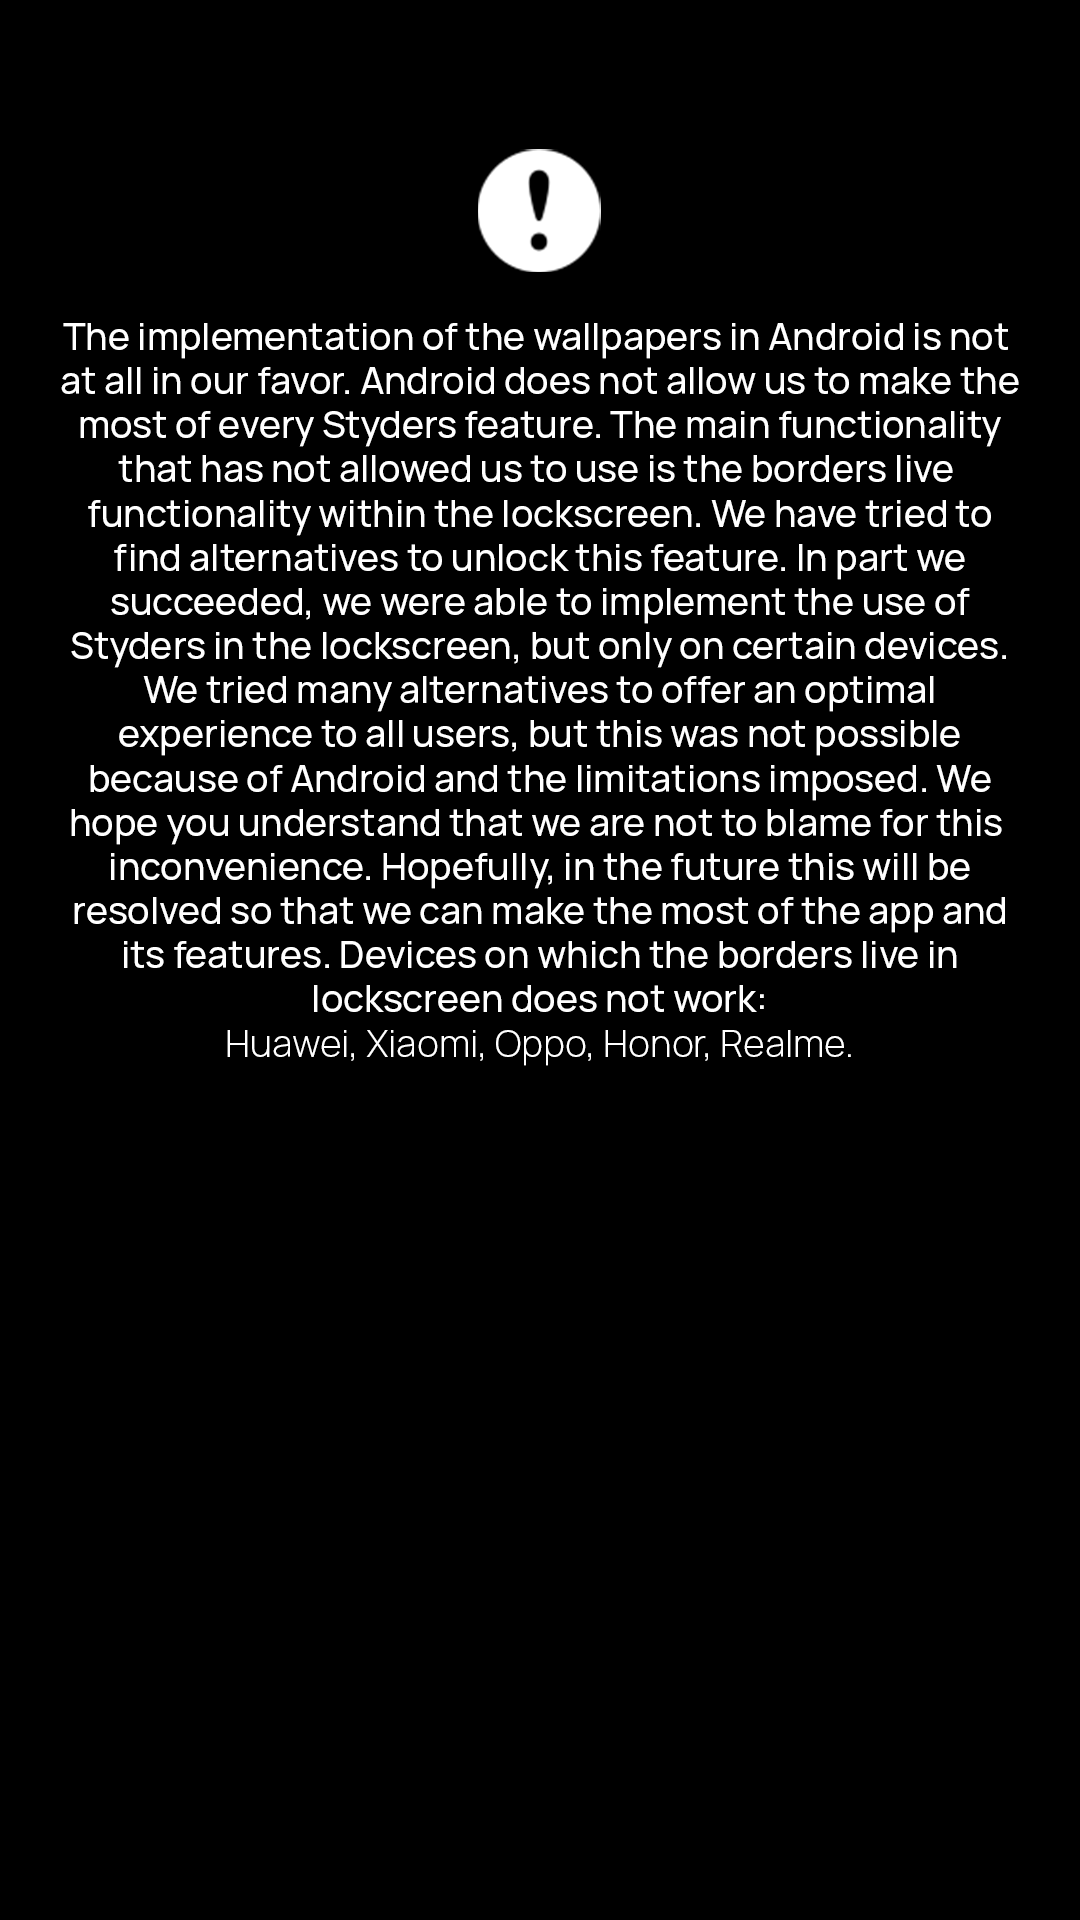 The implementation of the wallpapers in Android is not
at all in our favor. Android does not allow us to make the
most of every Styders feature. The main functionality
that has not allowed us to use is the borders live
functionality within the lockscreen. We have tried to
find alternatives to unlock this feature. In part we
succeeded, we were able to implement the use of
Styders in the lockscreen, but only on certain devices.
We tried many alternatives to offer an optimal
experience to all users, but this was not possible
because of Android and the limitations imposed. We
hope you understand that we are not to blame for this
inconvenience. Hopefully, in the future this will be
resolved so that we can make the most of the app and
its features. Devices on which the borders live in
lockscreen does not work:
Huawei, Xiaomi, Oppo, Honor, Realme.